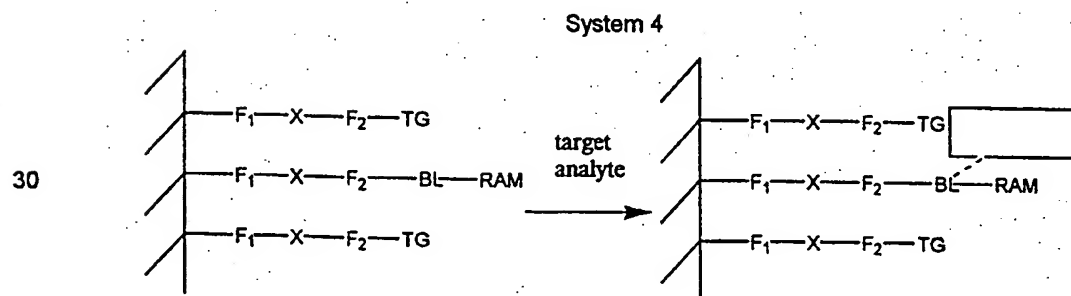 System 4
F₁—X—F₂—TG F₁—X—F₂—TG
target
30 F₁—X—F₂—BL—RAM analyte F₁—X—F₂—BL—RAM
F₁—X—F₂—TG F₁—X—F₂—TG